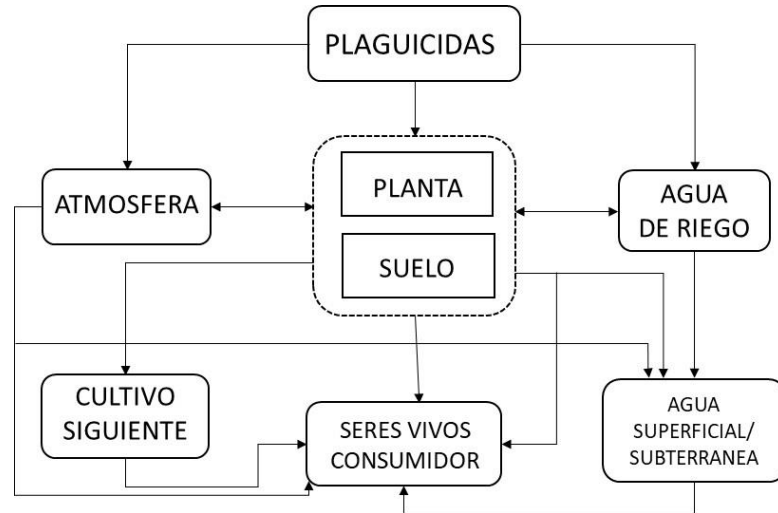 PLAGUICIDAS
ATMOSFERA
PLANTA
SUELO
AGUA
DE RIEGO
CULTIVO
SIGUIENTE
SERES VIVOS
CONSUMIDOR
AGUA
SUPERFICIAL/
SUBTERRANEA